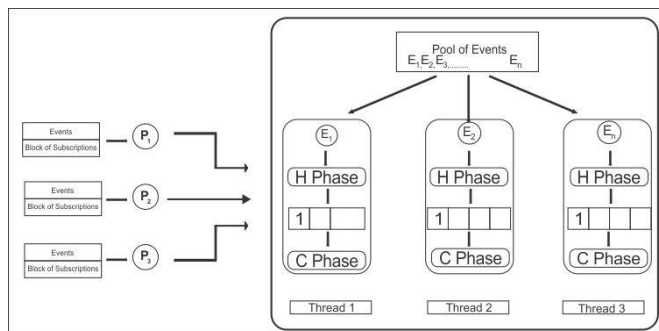 Pool of Events
E1,E2,E3,........ En
Events
Block of Subscriptions
P1
Events
Block of Subscriptions
P2
Events
Block of Subscriptions
P3
E1
H Phase
1
C Phase
Thread 1
E2
H Phase
1
C Phase
Thread 2
En
H Phase
1
C Phase
Thread 3